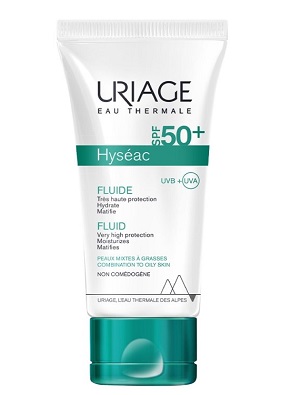 URIAGE
EAU THERMALE
SPF 50+
Hyséac
UVB + UVA
FLUIDE
Très haute protection
Hydrate
Matifie
FLUID
Very high protection
Moisturizes
Matifies
PEAUX MIXTES À GRASSES
COMBINATION TO OILY SKIN
NON COMÉDOGÈNE
URIAGE, L'EAU THERMALE DES ALPES